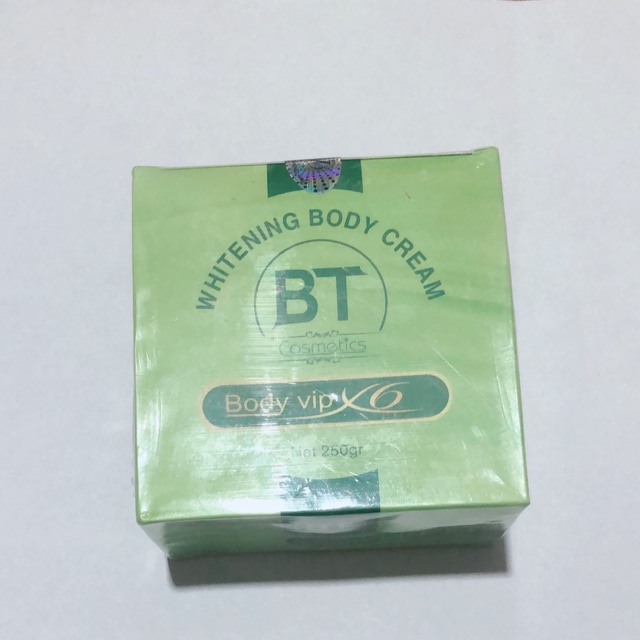 WHITENING BODY CREAM
BT
Cosmetics
Body vip X6
Net 250gr